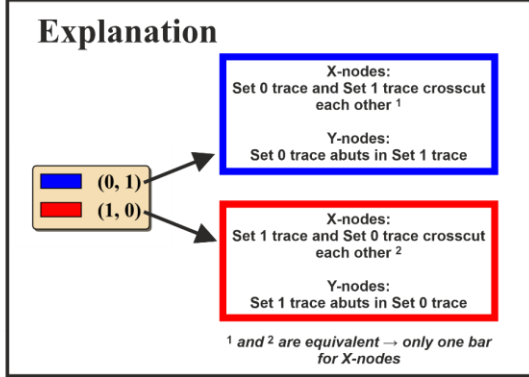 Explanation
X-nodes:
Set 0 trace and Set 1 trace crosscut
each other ¹
Y-nodes:
Set 0 trace abuts in Set 1 trace
(0, 1)
(1, 0)
X-nodes:
Set 1 trace and Set 0 trace crosscut
each other ²
Y-nodes:
Set 1 trace abuts in Set 0 trace
¹ and ² are equivalent → only one bar
for X-nodes